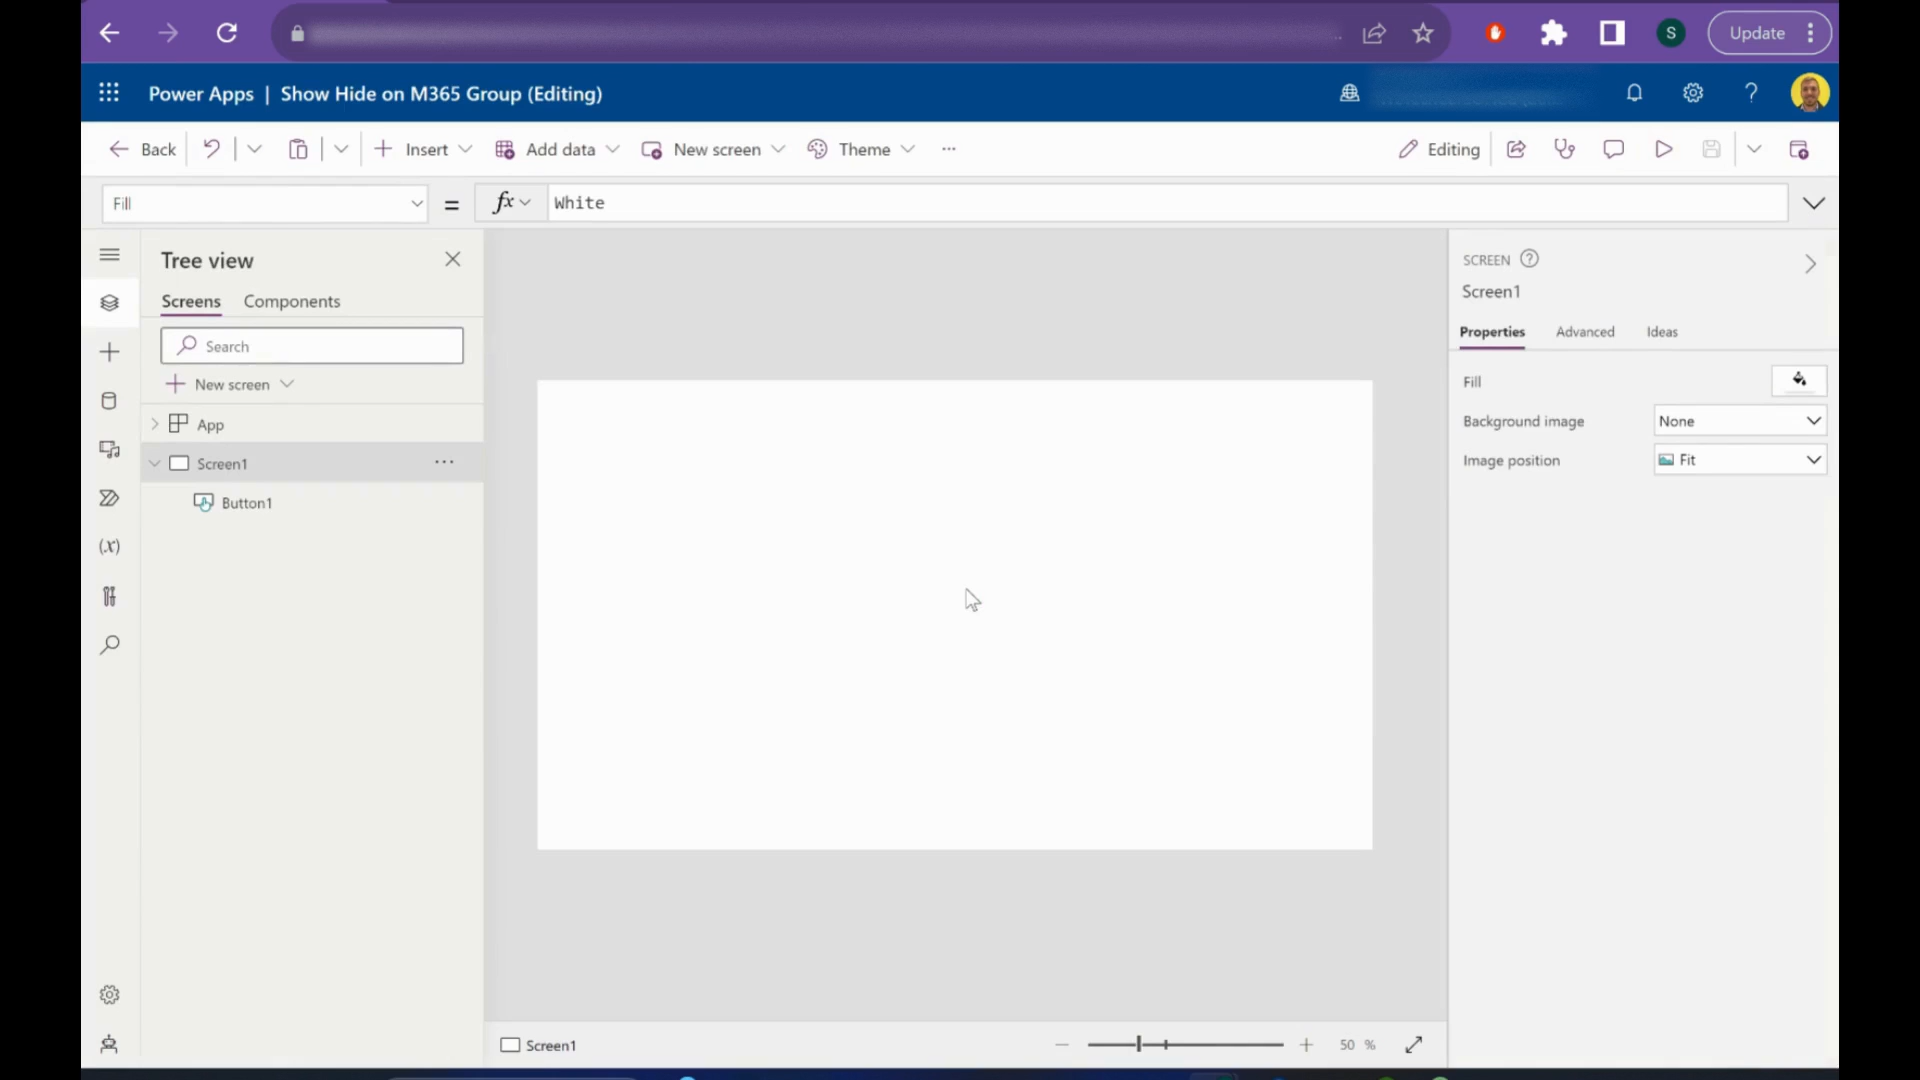 S
Update
Power Apps | Show Hide on M365 Group (Editing)
?
Back
Insert
Add data
New screen
Theme
...
Editing
Fill
=
fx
White
Tree view
Screens
Components
Search
New screen
App
Screen1
...
Button1
(x)
SCREEN ?
Screen1
Properties
Advanced
Ideas
Fill
Background image
None
Image position
Fit
Screen1
50 %